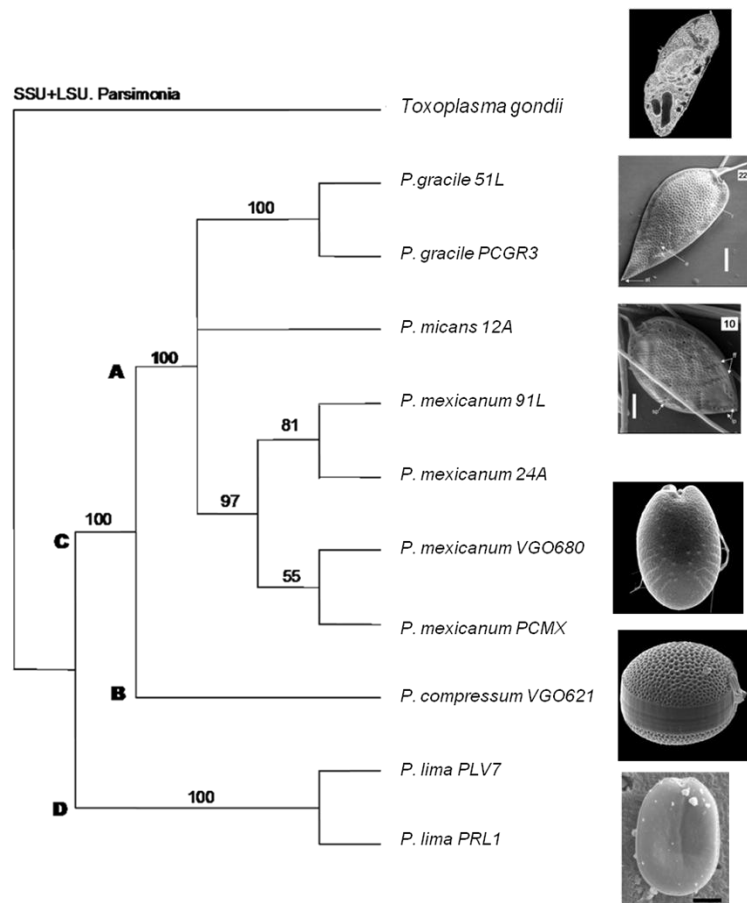 SSU+LSU. Parsimonia
Toxoplasma gondii
P.gracile 51L
22
100
P. gracile PCGR3
P. micans 12A
10
A
100
P. mexicanum 91L
81
P. mexicanum 24A
97
C
100
P. mexicanum VGO680
55
P. mexicanum PCMX
B
P. compressum VGO621
P. lima PLV7
D
100
P. lima PRL1